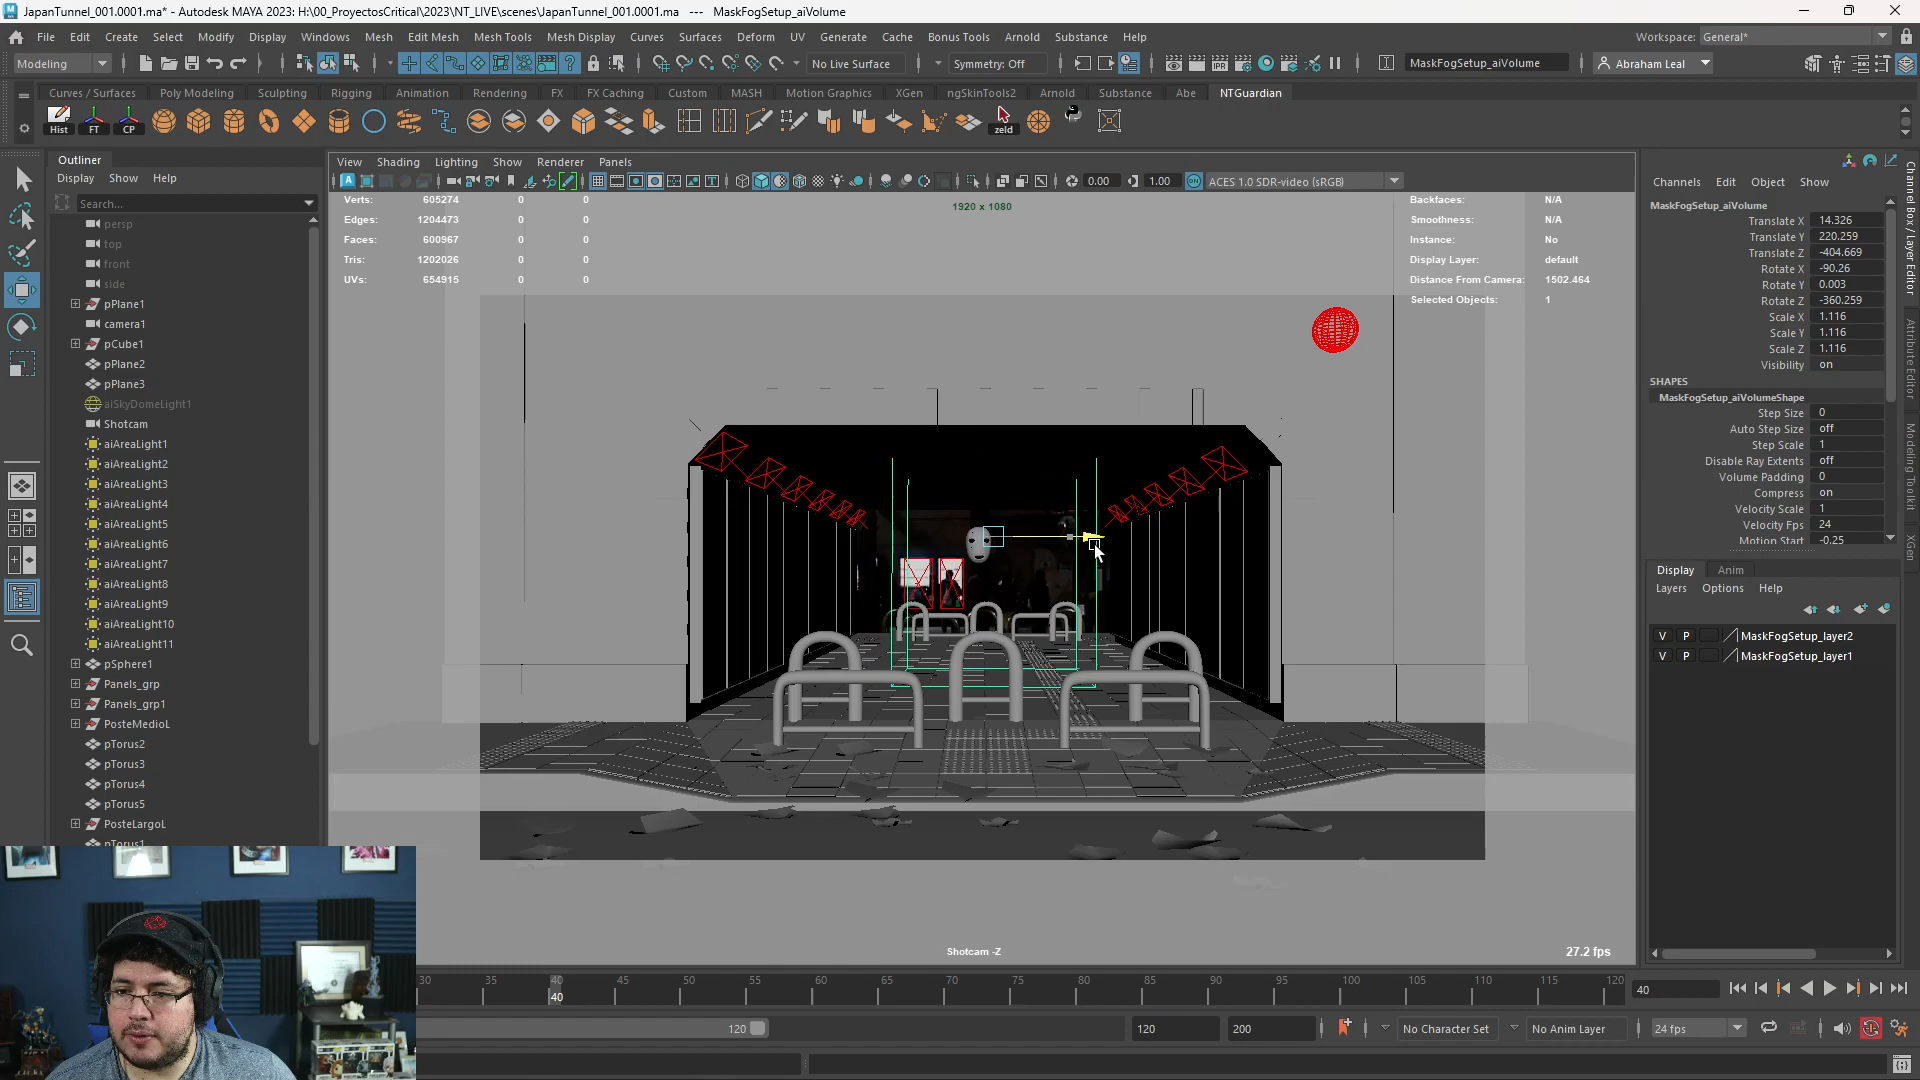 JapanTunnel_001.0001.ma* - Autodesk MAYA 2023: H:\00_ProyectosCritical\2023\NT_LIVE\scenes\JapanTunnel_001.0001.ma   ---   MaskFogSetup_aiVolume
File Edit Create Select Modify Display Windows Mesh Edit Mesh Mesh Tools Mesh Display Curves Surfaces Deform UV Generate Cache Bonus Tools Arnold Substance Help
Workspace: General*
Modeling
No Live Surface
Symmetry: Off
MaskFogSetup_aiVolume
Abraham Leal
Curves / Surfaces Poly Modeling Sculpting Rigging Animation Rendering FX FX Caching Custom MASH Motion Graphics XGen ngSkinTools2 Arnold Substance Abe NTGuardian
Hist FT CP zeld
Outliner
Display Show Help
Search...
persp
top
front
side
pPlane1
camera1
pCube1
pPlane2
pPlane3
aiSkyDomeLight1
Shotcam
aiAreaLight1
aiAreaLight2
aiAreaLight3
aiAreaLight4
aiAreaLight5
aiAreaLight6
aiAreaLight7
aiAreaLight8
aiAreaLight9
aiAreaLight10
aiAreaLight11
pSphere1
Panels_grp
Panels_grp1
PosteMedioL
pTorus2
pTorus3
pTorus4
pTorus5
PosteLargoL
pTorus1
View Shading Lighting Show Renderer Panels
0.00 1.00 ACES 1.0 SDR-video (sRGB)
1920 x 1080
Verts: 605274 0 0
Edges: 1204473 0 0
Faces: 600967 0 0
Tris: 1202026 0 0
UVs: 654915 0 0
Backfaces: N/A
Smoothness: N/A
Instance: No
Display Layer: default
Distance From Camera: 1502.464
Selected Objects: 1
Shotcam -Z
27.2 fps
Channels Edit Object Show
MaskFogSetup_aiVolume
Translate X 14.326
Translate Y 220.259
Translate Z -404.669
Rotate X -90.26
Rotate Y 0.003
Rotate Z -360.259
Scale X 1.116
Scale Y 1.116
Scale Z 1.116
Visibility on
SHAPES
MaskFogSetup_aiVolumeShape
Step Size 0
Auto Step Size off
Step Scale 1
Disable Ray Extents off
Volume Padding 0
Compress on
Velocity Scale 1
Velocity Fps 24
Motion Start -0.25
Display Anim
Layers Options Help
V P MaskFogSetup_layer2
V P MaskFogSetup_layer1
Channel Box / Layer Editor
Attribute Editor
Modeling Toolkit
XGen
30 35 40 45 50 55 60 65 70 75 80 85 90 95 100 105 110 115 120
40
40
120
120
200
No Character Set
No Anim Layer
24 fps